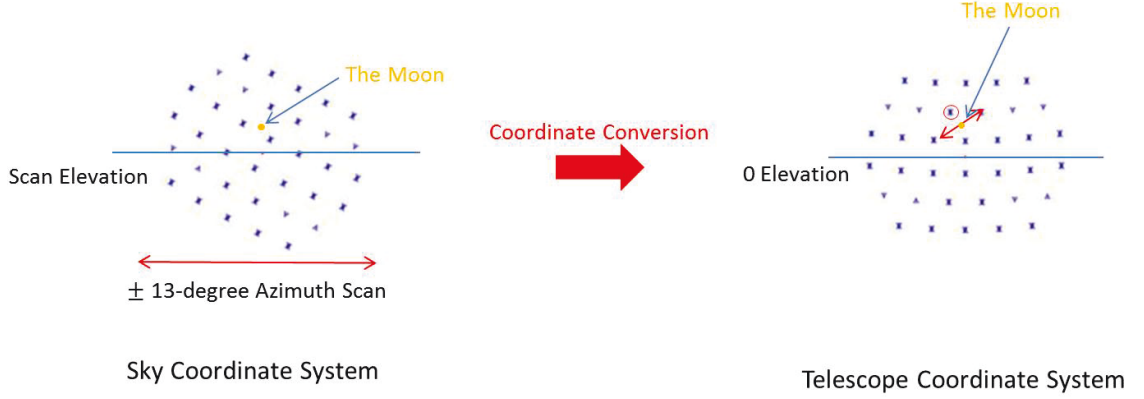 The Moon
The Moon
Coordinate Conversion
Scan Elevation
0 Elevation
± 13-degree Azimuth Scan
Sky Coordinate System
Telescope Coordinate System